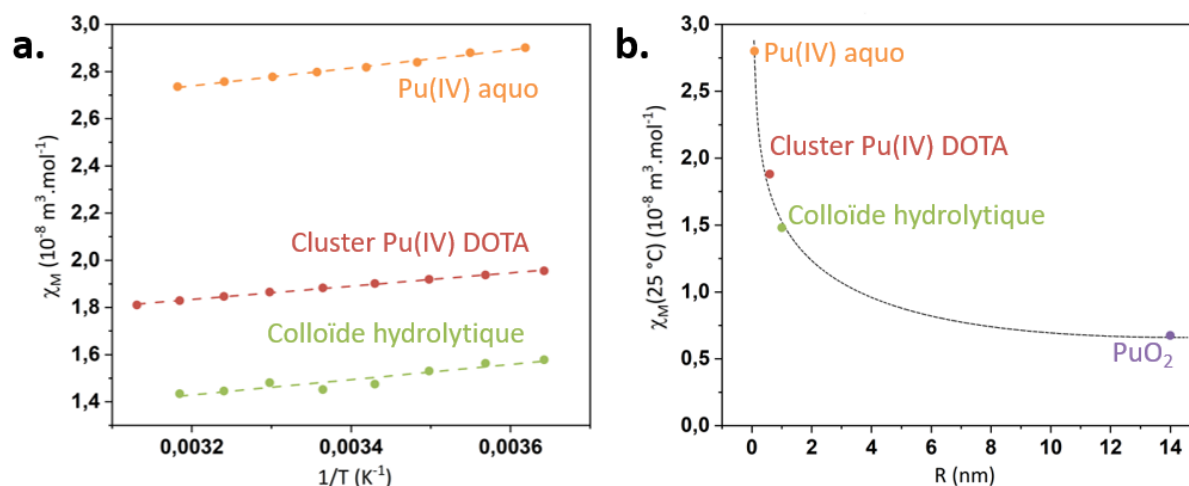 a.
χM (10-8 m3.mol-1)
3,0
2,8
2,6
2,4
2,2
2,0
1,8
1,6
1,4
Pu(IV) aquo
Cluster Pu(IV) DOTA
Colloïde hydrolytique
0,0032
0,0034
0,0036
1/T (K-1)
b.
χM(25 °C) (10-8 m3.mol-1)
3,0
2,5
2,0
1,5
1,0
0,5
0,0
Pu(IV) aquo
Cluster Pu(IV) DOTA
Colloïde hydrolytique
PuO2
0
2
4
6
8
10
12
14
R (nm)